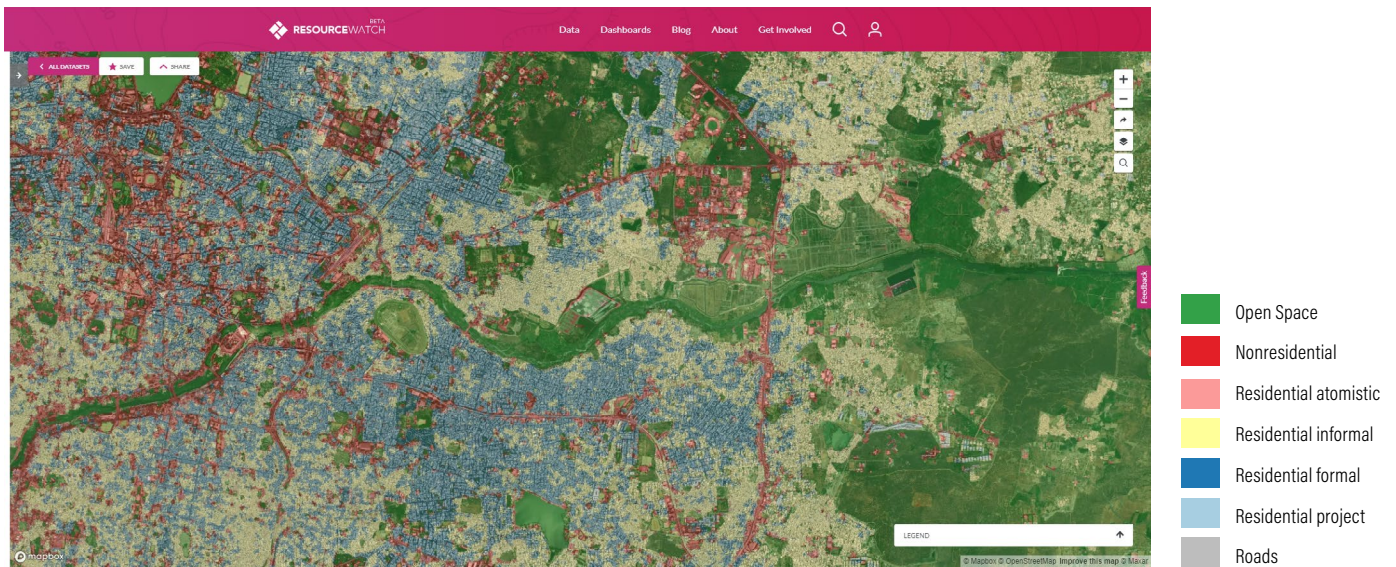 BETA
RESOURCEWATCH
Data Dashboards Blog About Get Involved
ALL DATASETS SAVE SHARE
Feedback
Open Space
Nonresidential
Residential atomistic
Residential informal
Residential formal
Residential project
Roads
LEGEND
mapbox
© Mapbox © OpenStreetMap Improve this map © Maxar